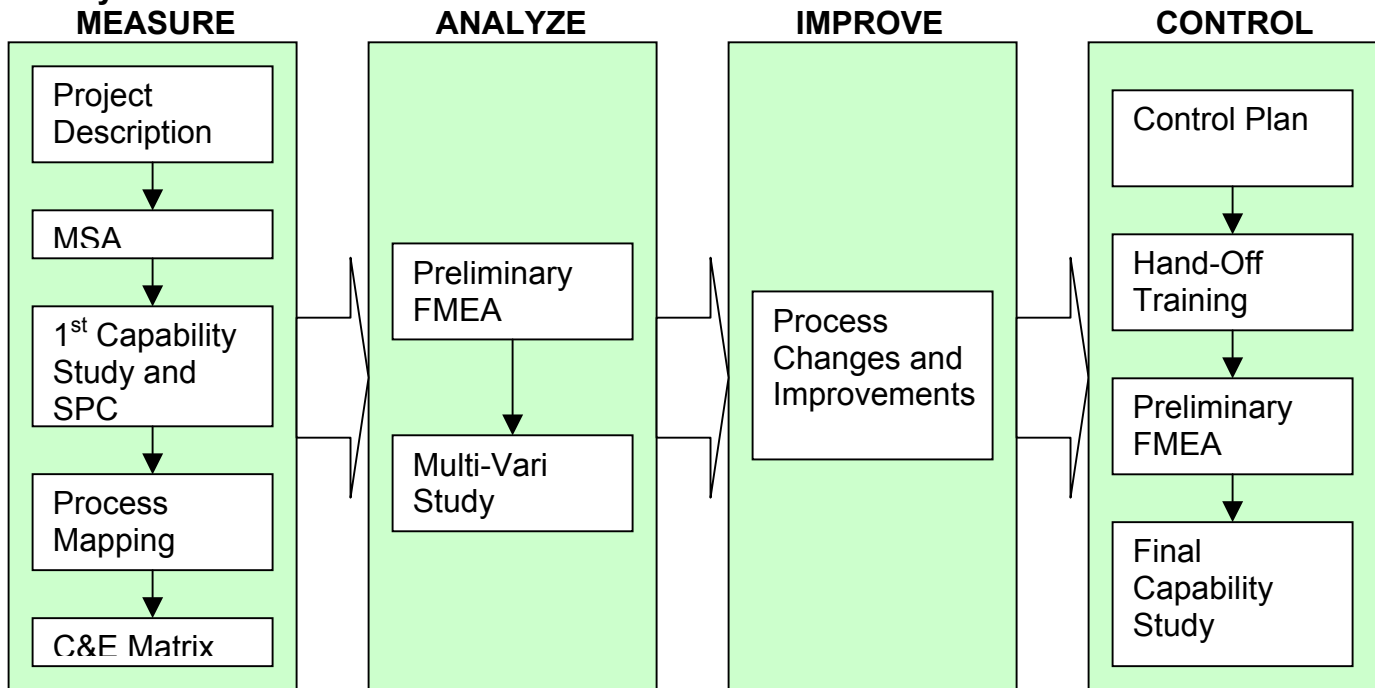 MEASURE
Project
Description
MSA
1st Capability
Study and
SPC
Process
Mapping
C&E Matrix
ANALYZE
Preliminary
FMEA
Multi-Vari
Study
IMPROVE
Process
Changes and
Improvements
CONTROL
Control Plan
Hand-Off
Training
Preliminary
FMEA
Final
Capability
Study